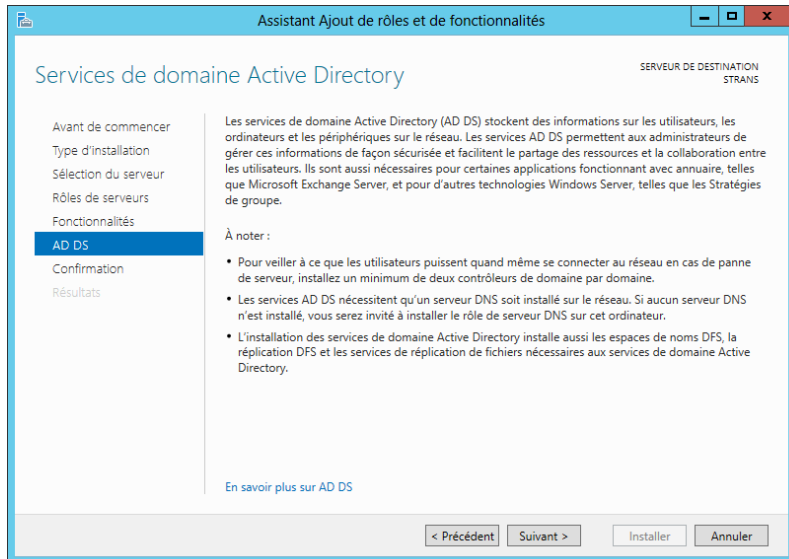 Assistant Ajout de rôles et de fonctionnalités
Services de domaine Active Directory
SERVEUR DE DESTINATION
STRANS
Avant de commencer
Type d'installation
Sélection du serveur
Rôles de serveurs
Fonctionnalités
AD DS
Confirmation
Résultats
Les services de domaine Active Directory (AD DS) stockent des informations sur les utilisateurs, les
ordinateurs et les périphériques sur le réseau. Les services AD DS permettent aux administrateurs de
gérer ces informations de façon sécurisée et facilitent le partage des ressources et la collaboration entre
les utilisateurs. Ils sont aussi nécessaires pour certaines applications fonctionnant avec annuaire, telles
que Microsoft Exchange Server, et pour d'autres technologies Windows Server, telles que les Stratégies
de groupe.
À noter :
• Pour veiller à ce que les utilisateurs puissent quand même se connecter au réseau en cas de panne
de serveur, installez un minimum de deux contrôleurs de domaine par domaine.
• Les services AD DS nécessitent qu'un serveur DNS soit installé sur le réseau. Si aucun serveur DNS
n'est installé, vous serez invité à installer le rôle de serveur DNS sur cet ordinateur.
• L'installation des services de domaine Active Directory installe aussi les espaces de noms DFS, la
réplication DFS et les services de réplication de fichiers nécessaires aux services de domaine Active
Directory.
En savoir plus sur AD DS
< Précédent
Suivant >
Installer
Annuler